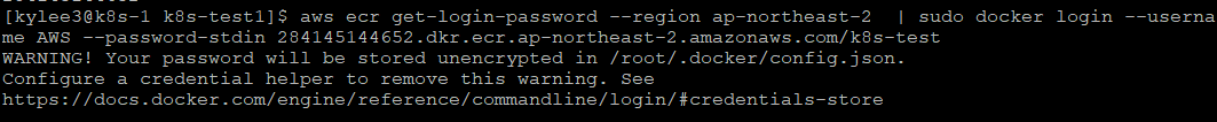 [kylee3@k8s-1 k8s-test1]$ aws ecr get-login-password --region ap-northeast-2  | sudo docker login --userna
me AWS --password-stdin 284145144652.dkr.ecr.ap-northeast-2.amazonaws.com/k8s-test
WARNING! Your password will be stored unencrypted in /root/.docker/config.json.
Configure a credential helper to remove this warning. See
https://docs.docker.com/engine/reference/commandline/login/#credentials-store